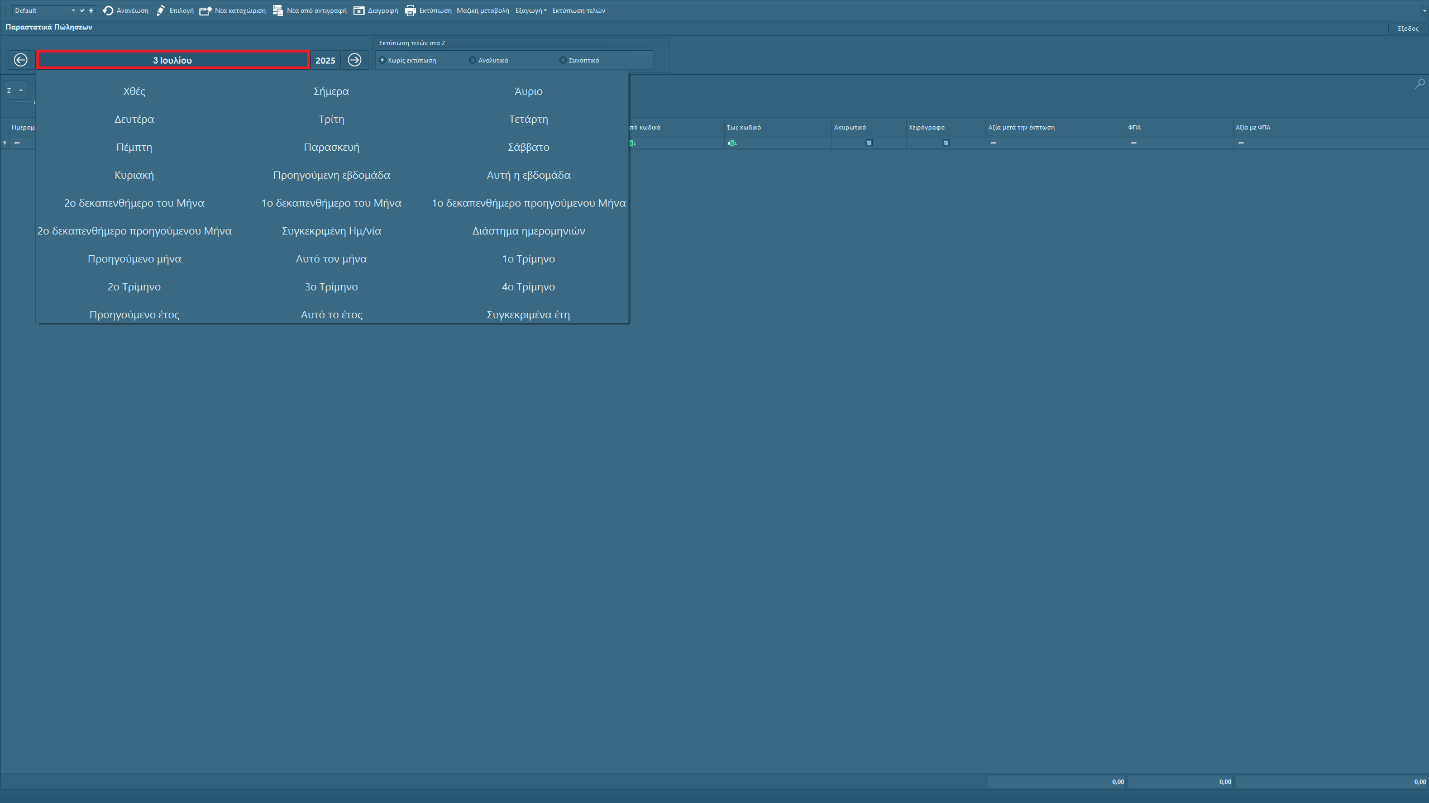 Default Ανανέωση Επιλογή Νέα καταχώριση Νέα από αντιγραφή Διαγραφή Εκτύπωση Μαζική μεταβολή Εξαγωγή Εκτύπωση τελών
Παραστατικά Πώλησεων Έξοδος
Εκτύπωση τελών στα Ζ
3 Ιουλίου 2025 Χωρίς εκτύπωση Αναλυτικά Συνοπτικά
Χθές Σήμερα Άυριο
Ζ
Δευτέρα Τρίτη Τετάρτη
Ημερομ πό κωδικό Έως κωδικό Ακυρωτικό Χειρόγραφο Αξία μετά την έκπτωση ΦΠΑ Αξία με ΦΠΑ
Πέμπτη Παρασκευή Σάββατο
Κυριακή Προηγούμενη εβδομάδα Αυτή η εβδομάδα
2ο δεκαπενθήμερο του Μήνα 1ο δεκαπενθήμερο του Μήνα 1ο δεκαπενθήμερο προηγούμενου Μήνα
2ο δεκαπενθήμερο προηγούμενου Μήνα Συγκεκριμένη Ημ/νία Διάστημα ημερομηνιών
Προηγούμενο μήνα Αυτό τον μήνα 1ο Τρίμηνο
2ο Τρίμηνο 3ο Τρίμηνο 4ο Τρίμηνο
Προηγούμενο έτος Αυτό το έτος Συγκεκριμένα έτη
0,00 0,00 0,00